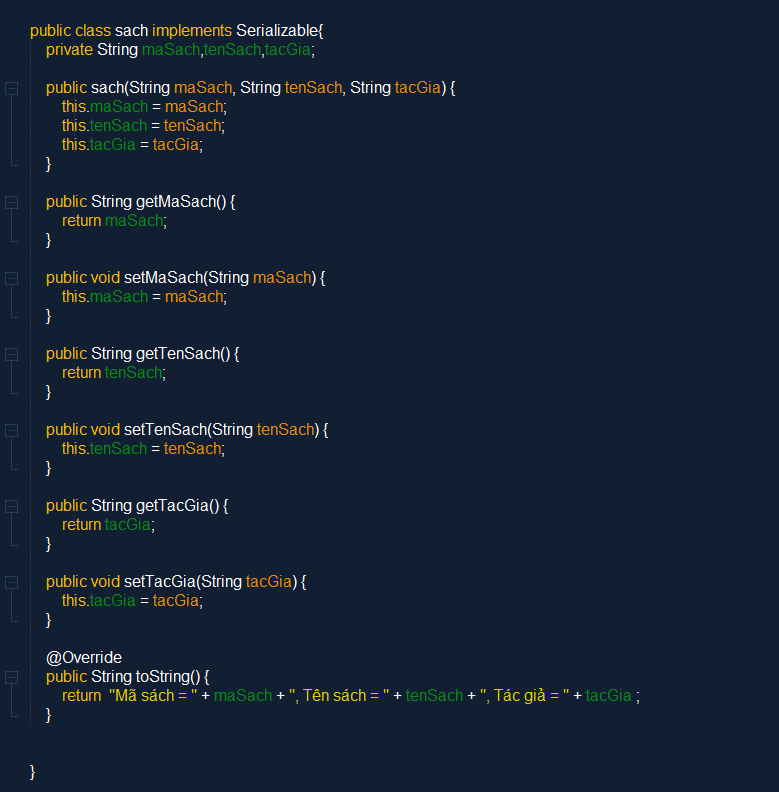 public class sach implements Serializable{
private String maSach,tenSach,tacGia;
public sach(String maSach, String tenSach, String tacGia) {
this.maSach = maSach;
this.tenSach = tenSach;
this.tacGia = tacGia;
}
public String getMaSach() {
return maSach;
}
public void setMaSach(String maSach) {
this.maSach = maSach;
}
public String getTenSach() {
return tenSach;
}
public void setTenSach(String tenSach) {
this.tenSach = tenSach;
}
public String getTacGia() {
return tacGia;
}
public void setTacGia(String tacGia) {
this.tacGia = tacGia;
}
@Override
public String toString() {
return  "Mã sách = " + maSach + ", Tên sách = " + tenSach + ", Tác giả = " + tacGia ;
}
}